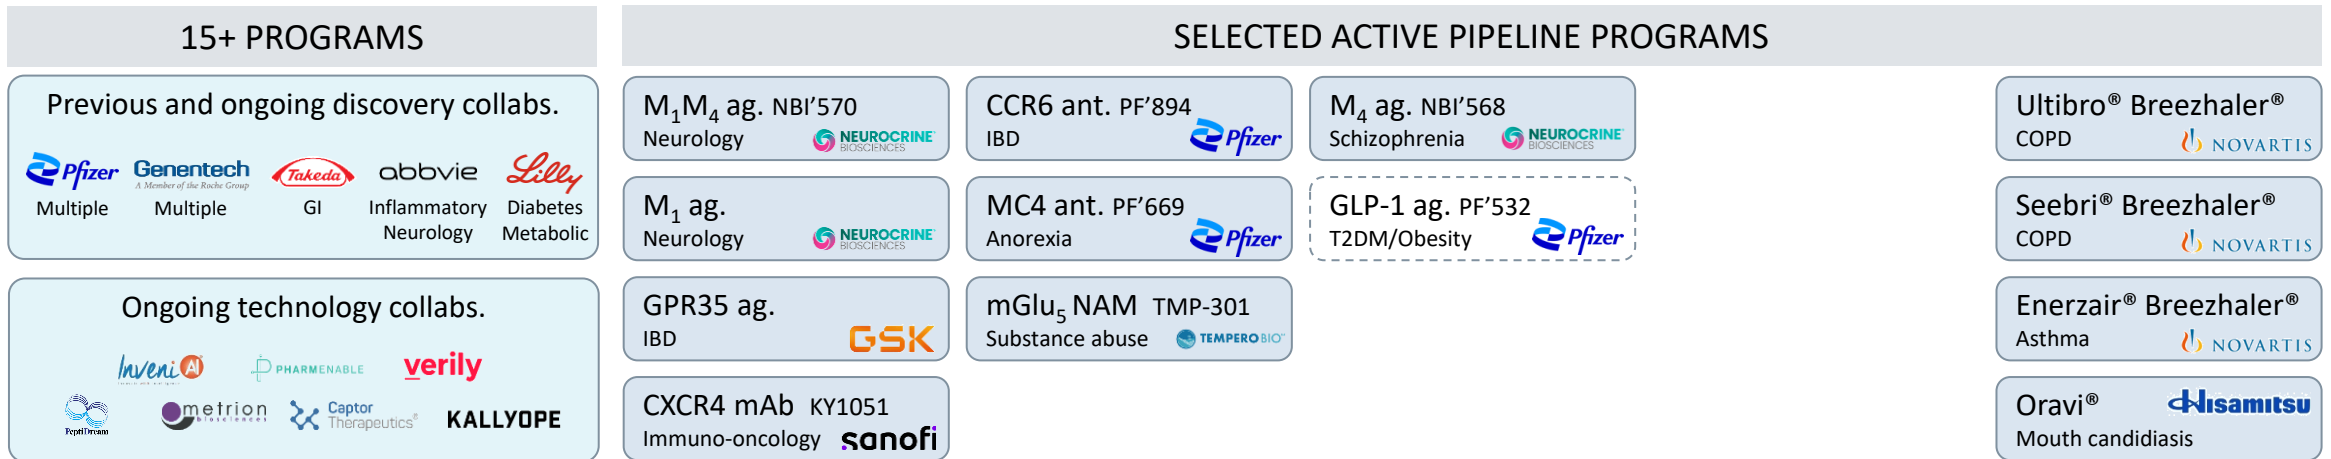 15+ PROGRAMS
Previous and ongoing discovery collabs.
Pfizer
Multiple
Genentech
A Member of the Roche Group
Multiple
Takeda
GI
abbvie
Inflammatory
Neurology
Lilly
Diabetes
Metabolic
Ongoing technology collabs.
InveniAI
PHARMENABLE
verily
PeptiDream
metrion
biosciences
Captor
Therapeutics®
KALLYOPE
SELECTED ACTIVE PIPELINE PROGRAMS
M₁M₄ ag. NBI’570
Neurology
NEUROCRINE®
BIOSCIENCES
M₁ ag.
Neurology
NEUROCRINE®
BIOSCIENCES
GPR35 ag.
IBD
GSK
CXCR4 mAb KY1051
Immuno-oncology
sanofi
CCR6 ant. PF’894
IBD
Pfizer
MC4 ant. PF’669
Anorexia
Pfizer
mGlu₅ NAM TMP-301
Substance abuse
TEMPERO BIO™
M₄ ag. NBI’568
Schizophrenia
NEUROCRINE®
BIOSCIENCES
GLP-1 ag. PF’532
T2DM/Obesity
Pfizer
Ultibro® Breezhaler®
COPD
NOVARTIS
Seebri® Breezhaler®
COPD
NOVARTIS
Enerzair® Breezhaler®
Asthma
NOVARTIS
Oravi®
Hisamitsu
Mouth candidiasis